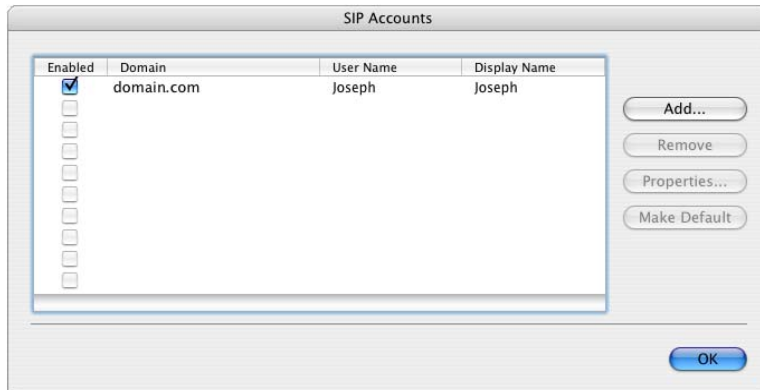 SIP Accounts
Enabled Domain User Name Display Name
domain.com Joseph Joseph
Add...
Remove
Properties...
Make Default
OK